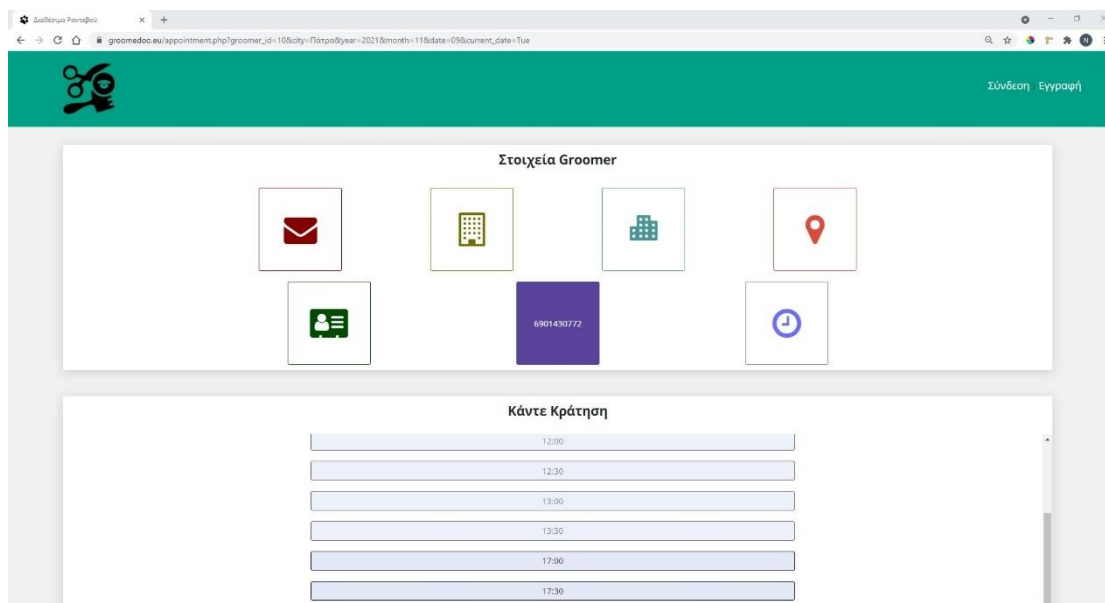 Διαθέσιμα Ραντεβού
groomedoo.eu/appointment.php?groomer_id=10&city=Πάτρα&year=2021&month=11&date=09&current_date=Tue
N
Σύνδεση Εγγραφή
Στοιχεία Groomer
6901430772
Κάντε Κράτηση
12:00
12:30
13:00
13:30
17:00
17:30